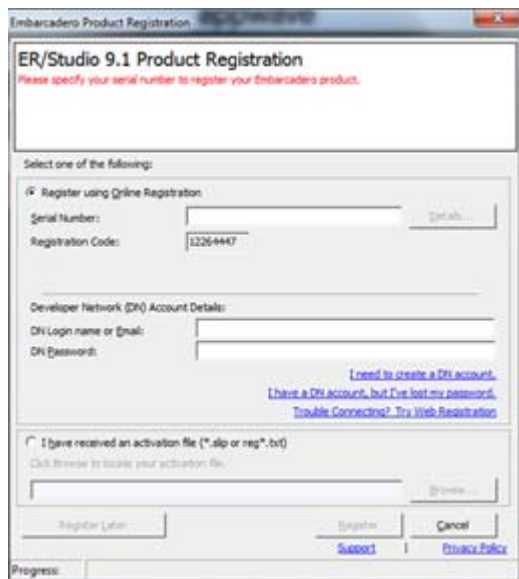 Embarcadero Product Registration
appwave
ER/Studio 9.1 Product Registration
Please specify your serial number to register your Embarcadero product.
Select one of the following:
Register using Online Registration
Serial Number:
Details...
Registration Code:
12264447
Developer Network (DN) Account Details:
DN Login name or Email:
DN Password:
I need to create a DN account.
I have a DN account, but I've lost my password.
Trouble Connecting? Try Web Registration
I have received an activation file (*.slip or reg*.txt)
Click Browse to locate your activation file.
Browse...
Register Later
Register
Cancel
Support | Privacy Policy
Progress: